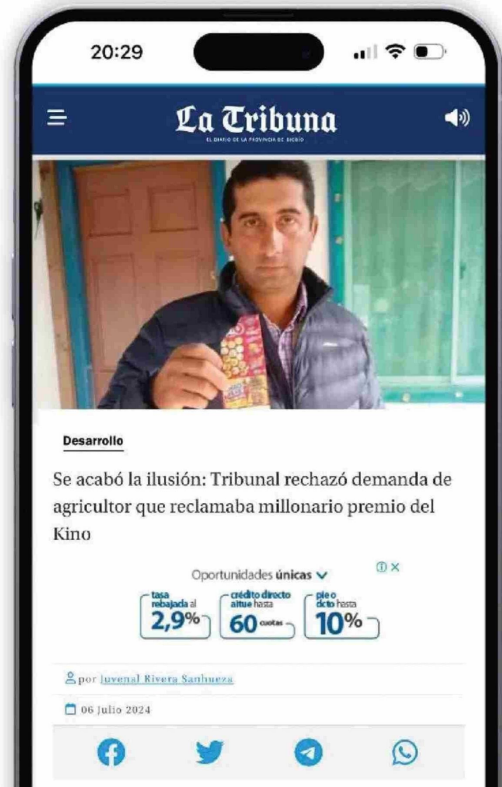 20:29
La Tribuna
EL DIARIO DE LA PROVINCIA DE BIOBÍO
Desarrollo
Se acabó la ilusión: Tribunal rechazó demanda de
agricultor que reclamaba millonario premio del
Kino
Oportunidades únicas
tasa
rebajada al
2,9%
crédito directo
altue hasta
60 cuotas
pie o
dcto hasta
10%
por Juvenal Rivera Sanhueza
06 Julio 2024